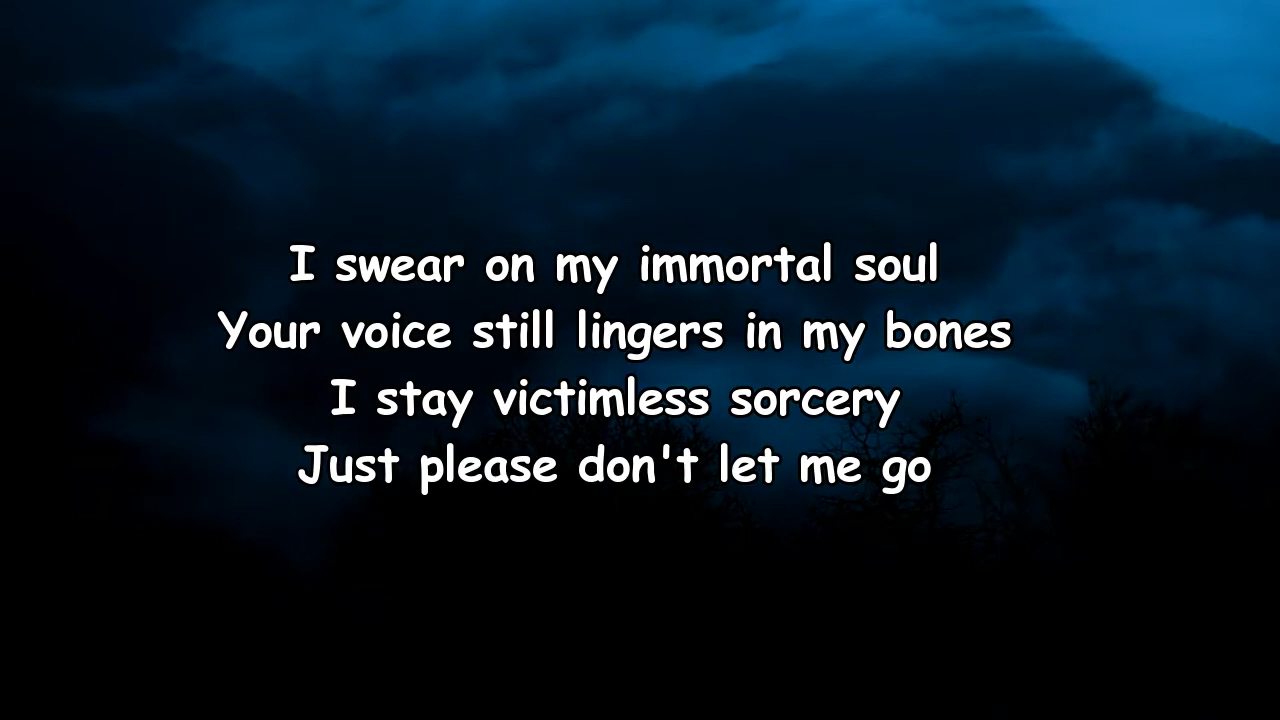 I swear on my immortal soul
Your voice still lingers in my bones
I stay victimless sorcery
Just please don't let me go